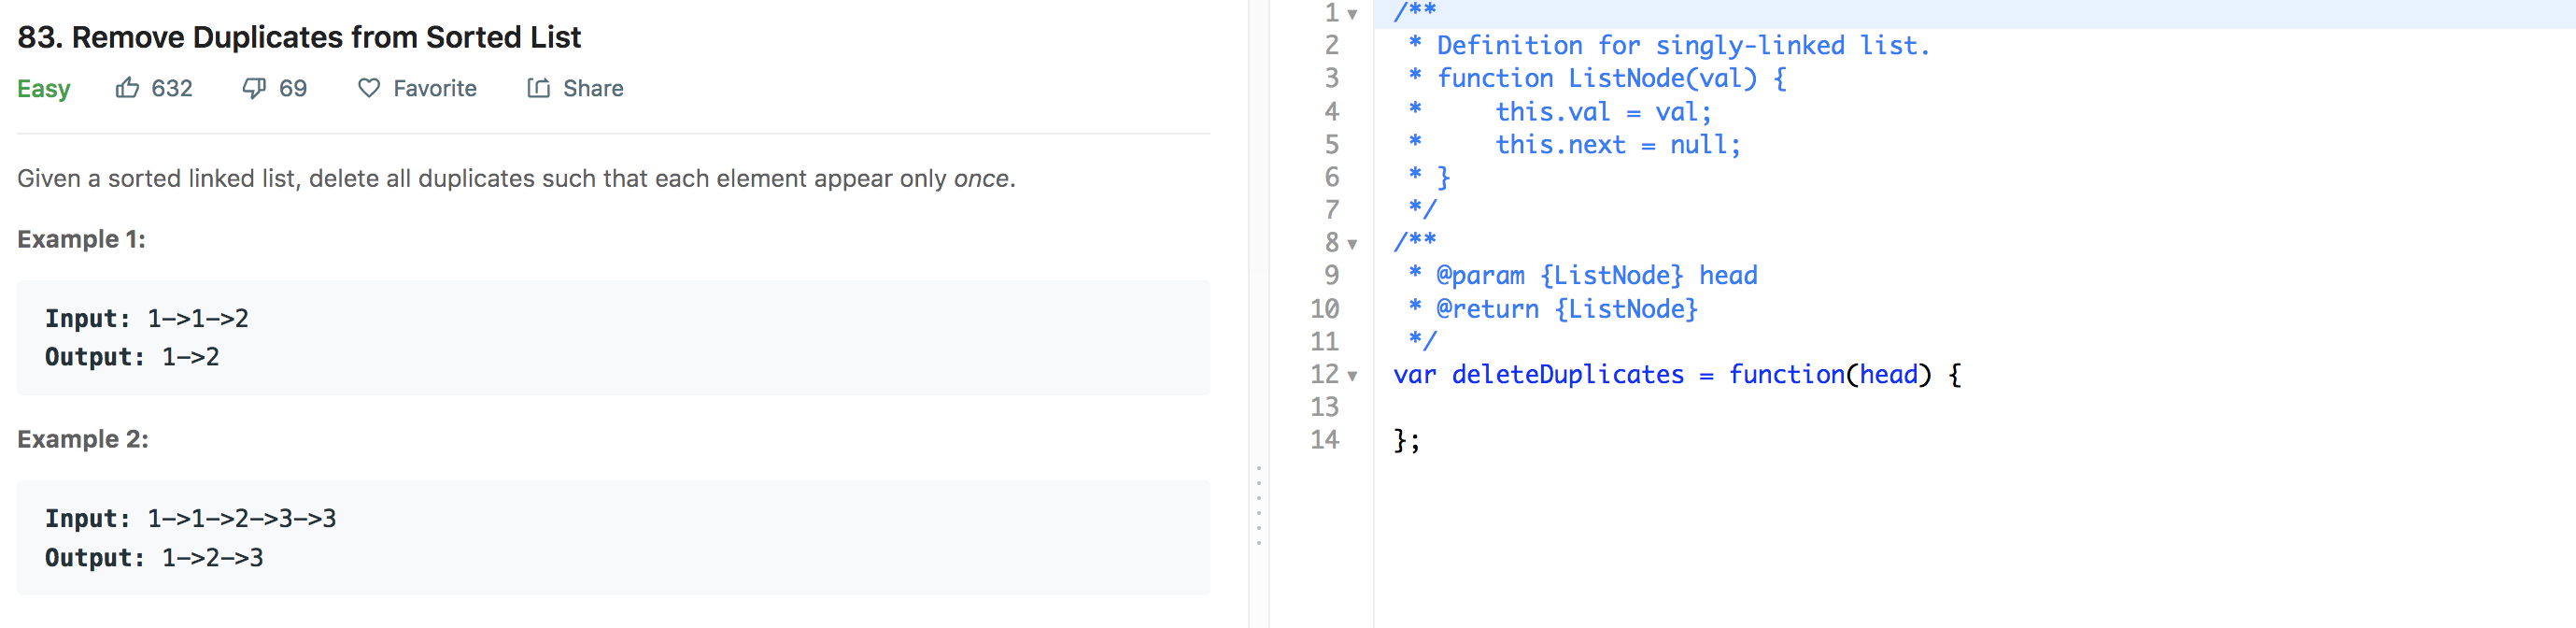 83. Remove Duplicates from Sorted List
Easy 632 69 Favorite Share
Given a sorted linked list, delete all duplicates such that each element appear only once.
Example 1:
Input: 1->1->2
Output: 1->2
Example 2:
Input: 1->1->2->3->3
Output: 1->2->3
1 /**
2  * Definition for singly-linked list.
3  * function ListNode(val) {
4  *     this.val = val;
5  *     this.next = null;
6  * }
7  */
8 /**
9  * @param {ListNode} head
10  * @return {ListNode}
11  */
12 var deleteDuplicates = function(head) {
13
14 };